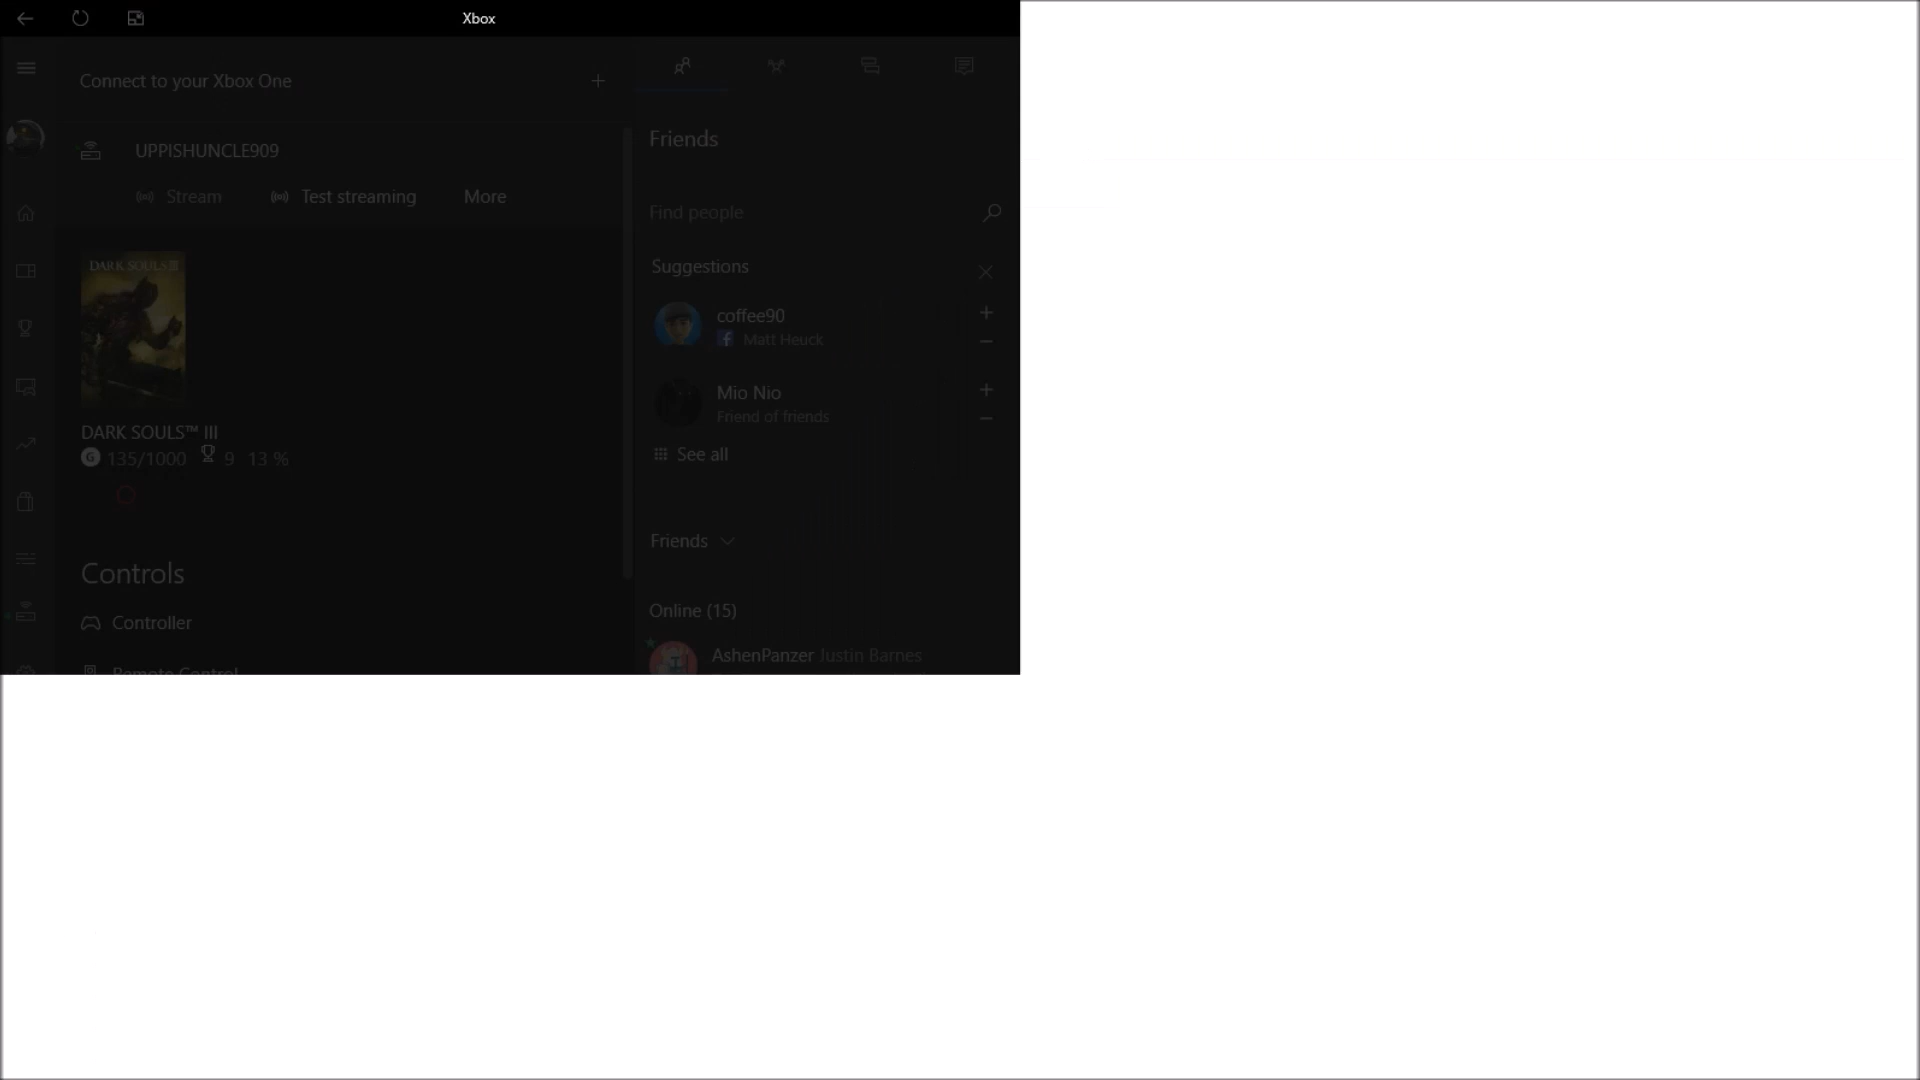 Xbox
Connect to your Xbox One
UPPISHUNCLE909
Stream Test streaming More
DARK SOULS III
DARK SOULS™ III
G 135/1000 9 13 %
Controls
Controller
Remote Control
Friends
Find people
Suggestions
coffee90
f Matt Heuck
Mio Nio
Friend of friends
See all
Friends
Online (15)
AshenPanzer Justin Barnes